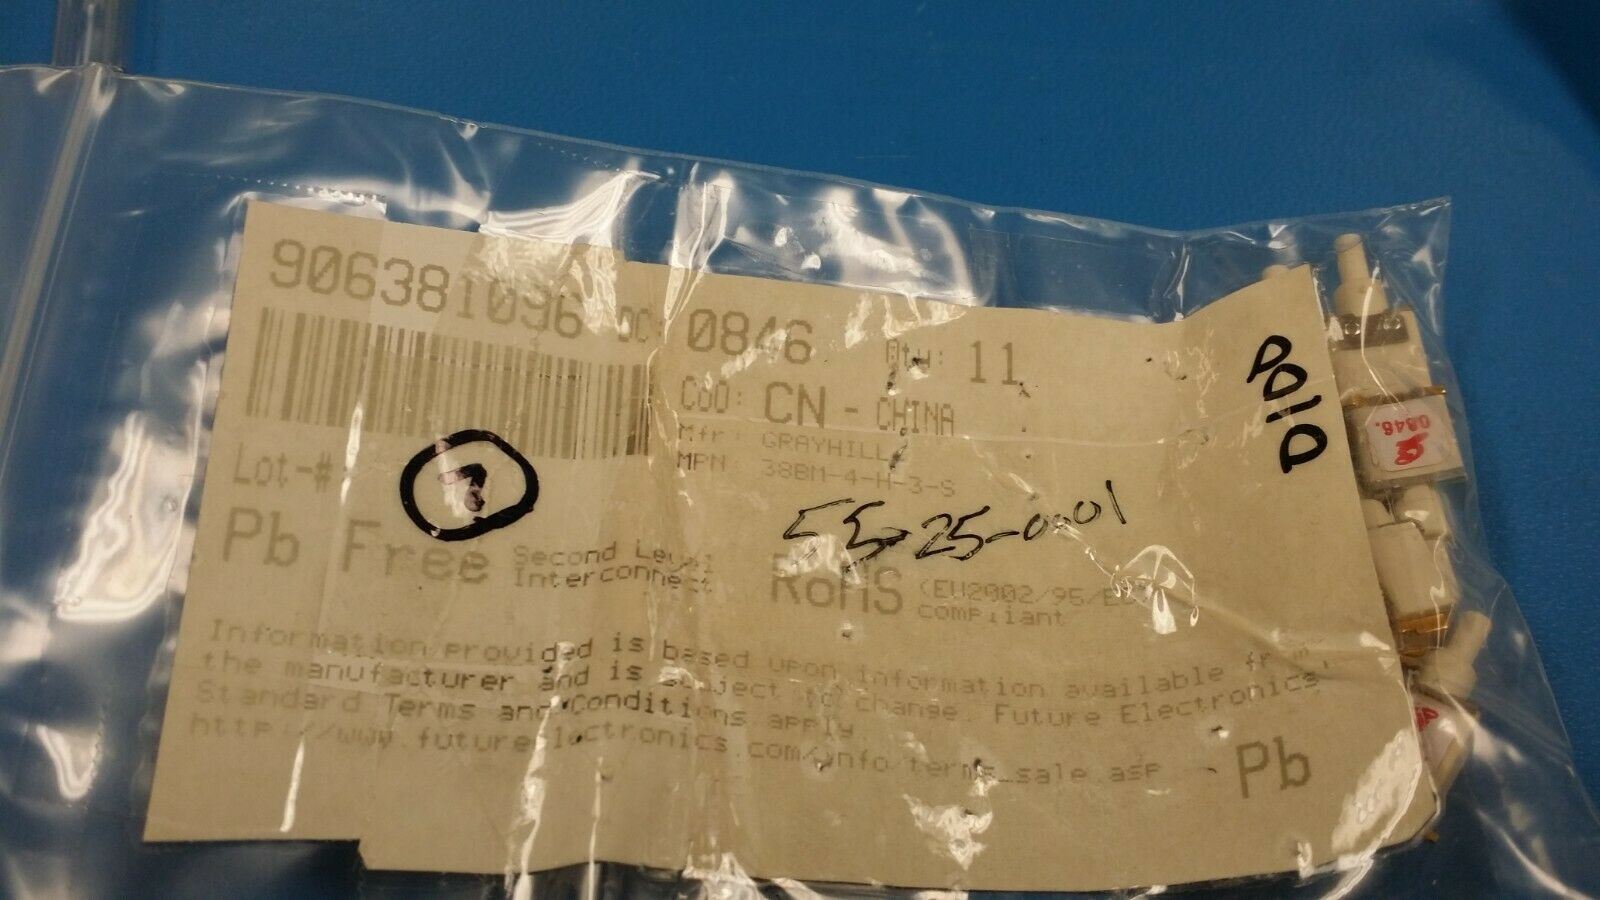 906381096 DC: 0846 Qty: 11
CoO: CN - CHINA
Mfr: GRAYHILL
MPN: 38BM-4-H-3-S
Lot-#:
7
55-25-0001
D010
Pb Free Second Level Interconnect
RoHS (EU2002/95/EC) compliant
Information provided is based upon information available from
the manufacturer and is subject to change. Future Electronics
Standard Terms and Conditions apply.
http://www.futureelectronics.com/info/terms_sale.asp
Pb
0846.